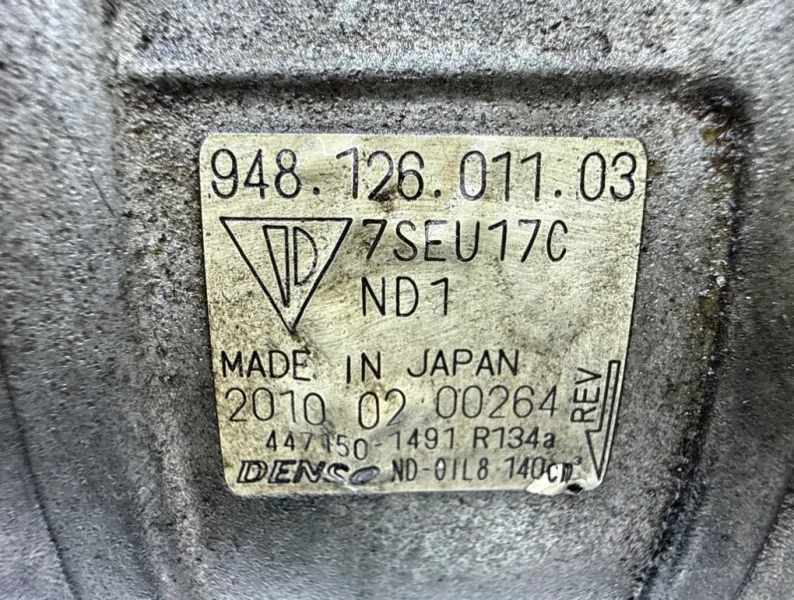 948.126.011.03
7SEU17C
ND1
MADE IN JAPAN
2010 02 00264
REV
447150-1491 R134a
DENSO ND-OIL8 140cm³